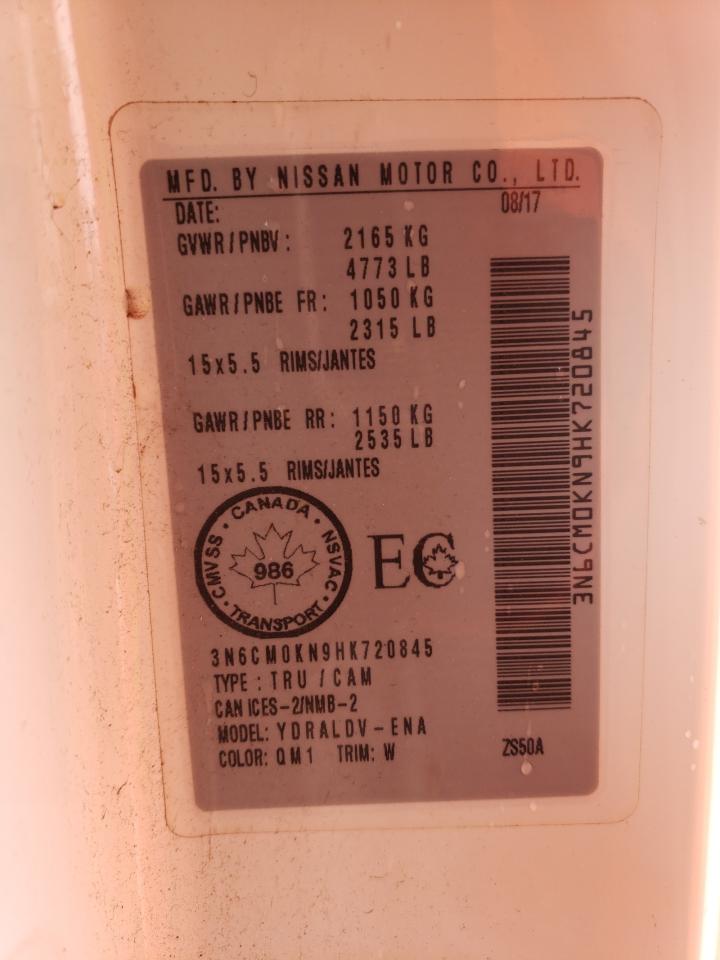 MFD. BY NISSAN MOTOR CO., LTD.
DATE: 08/17
GVWR/PNBV: 2165 KG
4773 LB
GAWR/PNBE FR: 1050 KG
2315 LB
15x5.5 RIMS/JANTES
GAWR/PNBE RR: 1150 KG
2535 LB
15x5.5 RIMS/JANTES
CANADA · NSVAC · TRANSPORT · CMVSS ·
986
EC
3N6CM0KN9HK720845
TYPE: TRU / CAM
CAN ICES-2/NMB-2
MODEL: YDRALDV-ENA
COLOR: QM1 TRIM: W
ZS50A
3N6CM0KN9HK720845